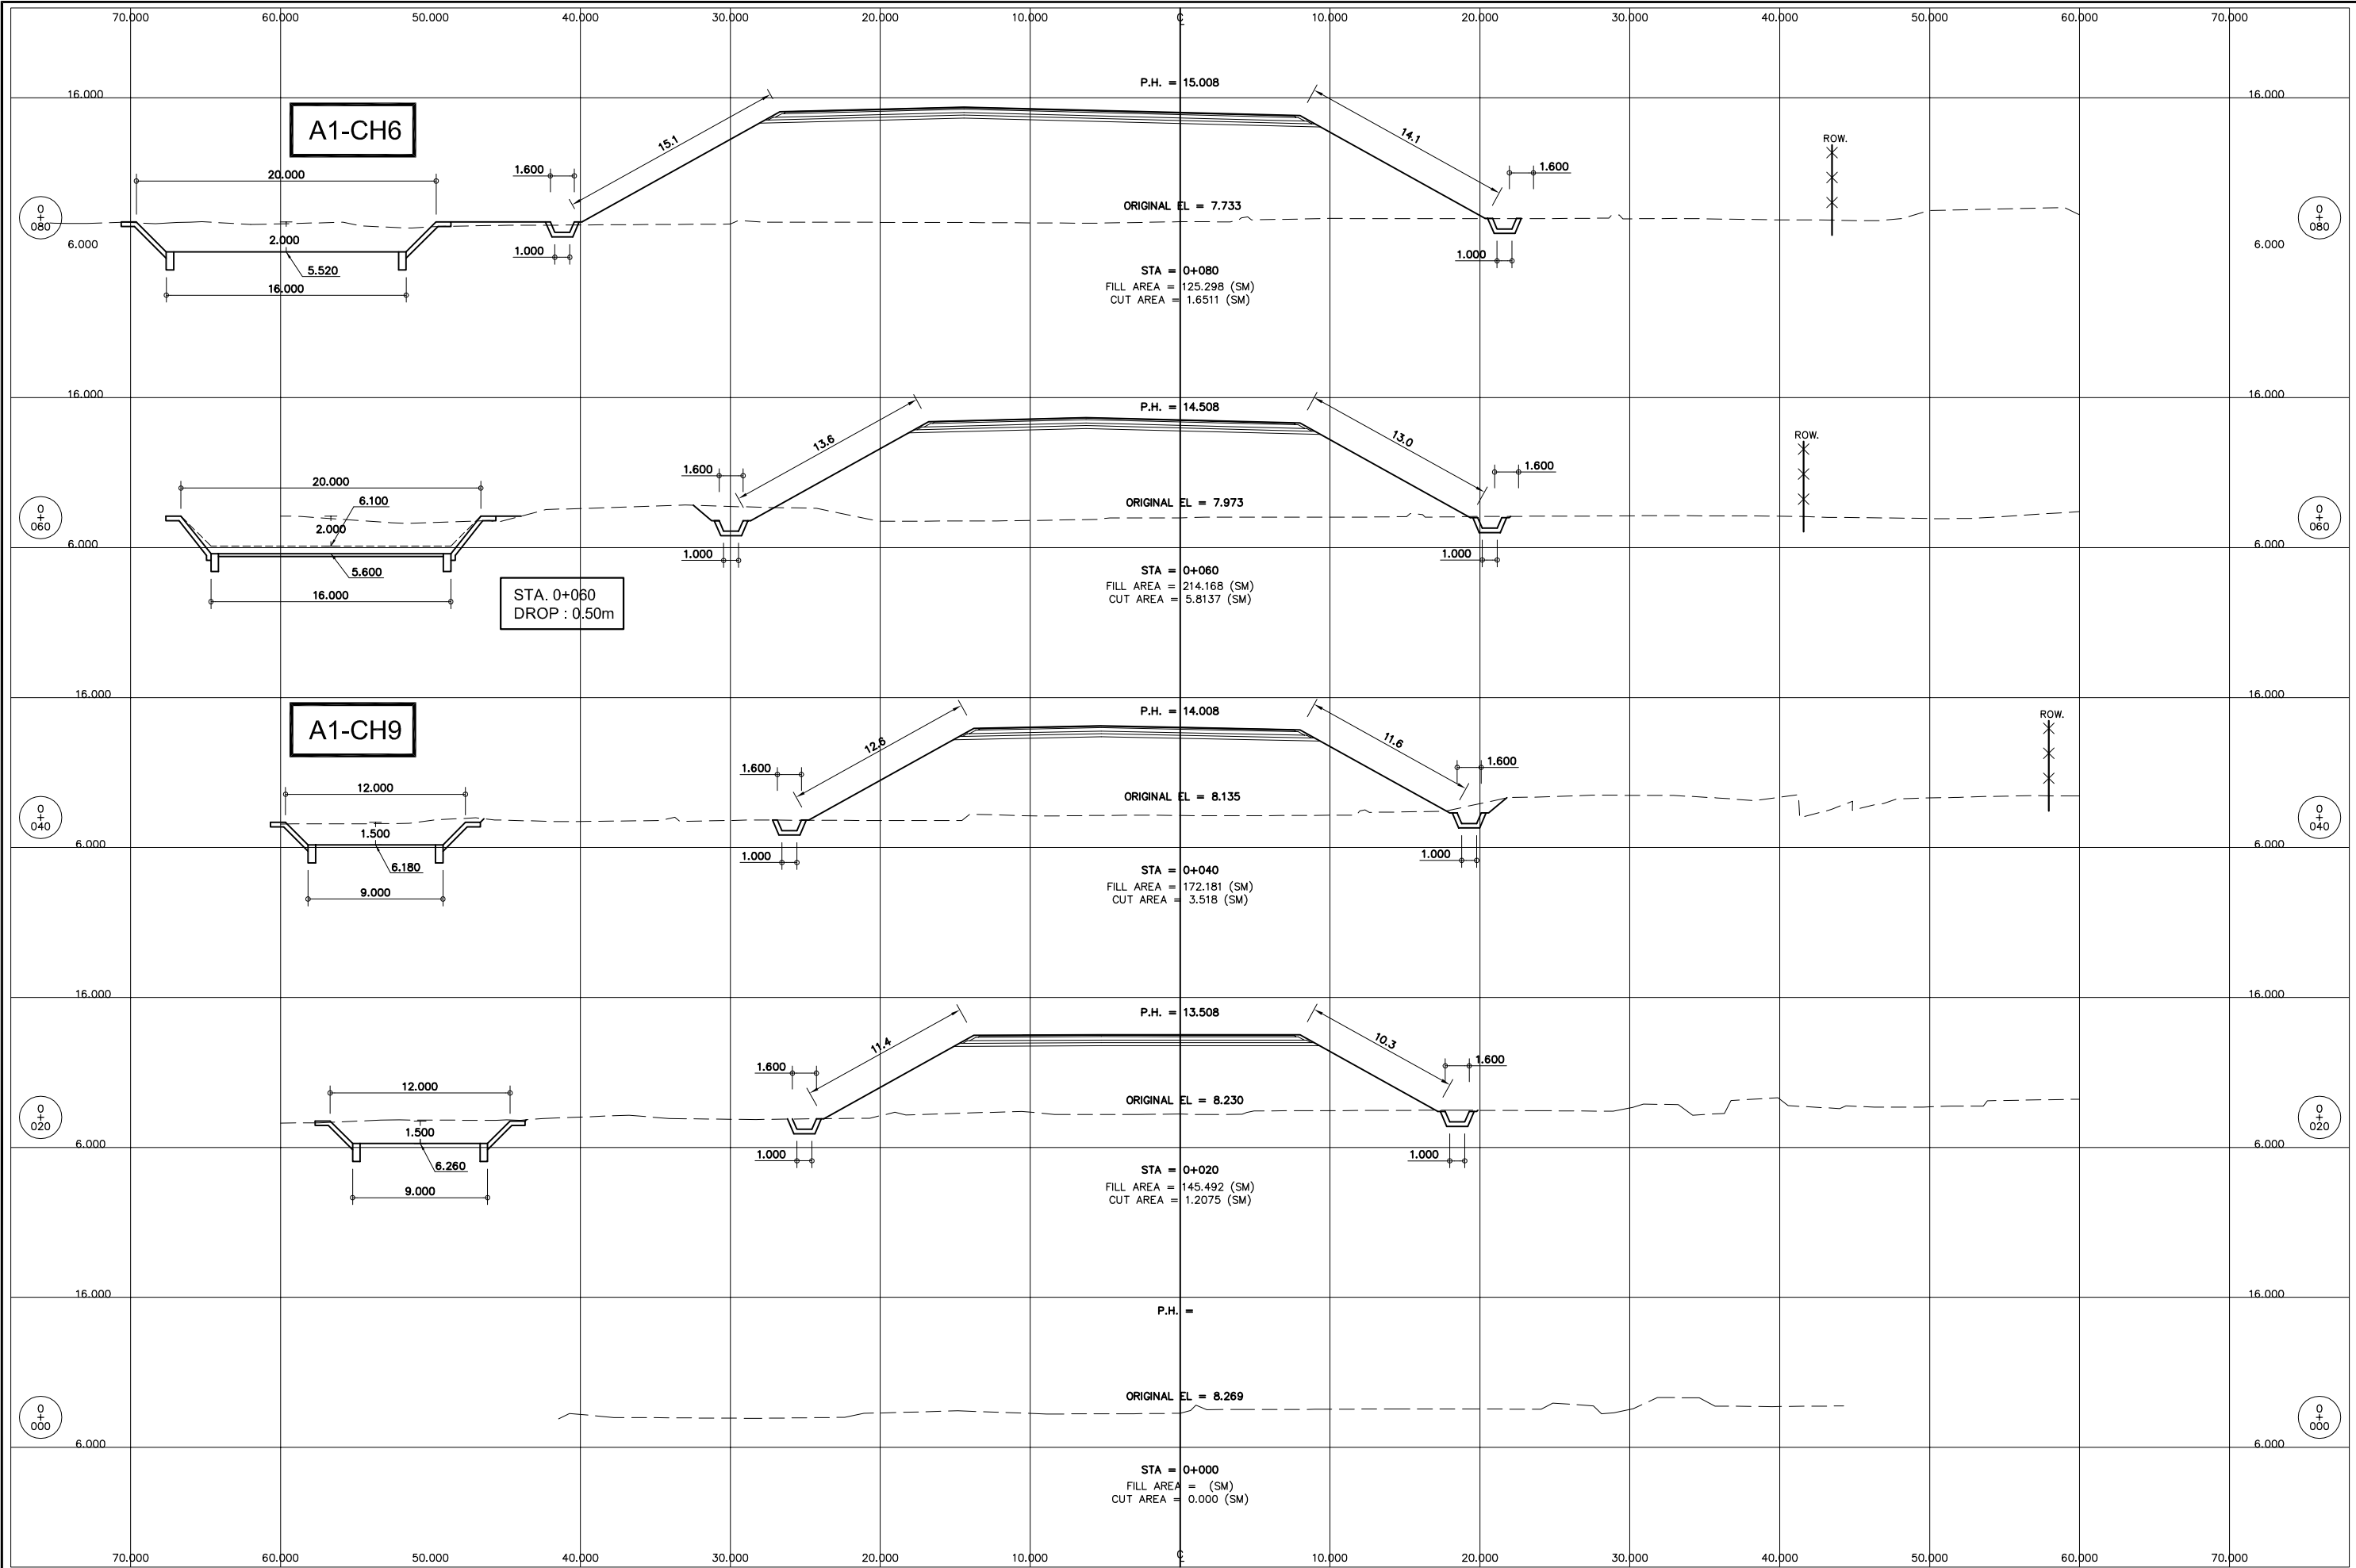 70.000 60.000 50.000 40.000 30.000 20.000 10.000 ℄ 10.000 20.000 30.000 40.000 50.000 60.000 70.000
P.H. = 15.008
16.000 16.000
A1-CH6
15.1 14.1
ROW.
20.000 1.600 1.600
ORIGINAL EL = 7.733
0
+
080
0
+
080
6.000 2.000 6.000
1.000 1.000
5.520
16.000
STA = 0+080
FILL AREA = 125.298 (SM)
CUT AREA = 1.6511 (SM)
16.000 16.000
P.H. = 14.508
13.6 13.0
ROW.
1.600 1.600
20.000
6.100
ORIGINAL EL = 7.973
0
+
060
0
+
060
2.000
6.000 6.000
1.000 1.000
5.600
16.000
STA. 0+060
DROP : 0.50m
STA = 0+060
FILL AREA = 214.168 (SM)
CUT AREA = 5.8137 (SM)
16.000 16.000
P.H. = 14.008
ROW.
A1-CH9
12.6 11.6
1.600 1.600
12.000
ORIGINAL EL = 8.135
0
+
040
0
+
040
1.500
6.000 6.000
1.000 1.000
6.180
9.000
STA = 0+040
FILL AREA = 172.181 (SM)
CUT AREA = 3.518 (SM)
16.000 16.000
P.H. = 13.508
11.4 10.3
1.600 1.600
12.000
ORIGINAL EL = 8.230
0
+
020
0
+
020
1.500
6.000 6.000
1.000 1.000
6.260
9.000
STA = 0+020
FILL AREA = 145.492 (SM)
CUT AREA = 1.2075 (SM)
16.000 16.000
P.H. =
ORIGINAL EL = 8.269
0
+
000
0
+
000
6.000 6.000
STA = 0+000
FILL AREA = (SM)
CUT AREA = 0.000 (SM)
70.000 60.000 50.000 40.000 30.000 20.000 10.000 ℄ 10.000 20.000 30.000 40.000 50.000 60.000 70.000